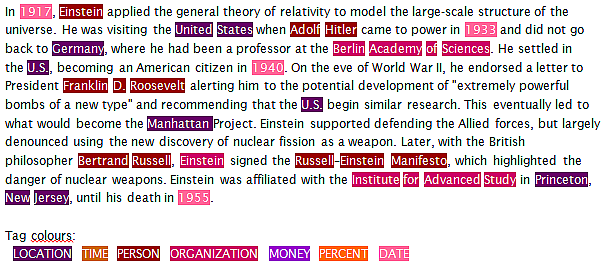 In 1917, Einstein applied the general theory of relativity to model the large-scale structure of the
universe. He was visiting the United States when Adolf Hitler came to power in 1933 and did not go
back to Germany, where he had been a professor at the Berlin Academy of Sciences. He settled in
the U.S., becoming an American citizen in 1940. On the eve of World War II, he endorsed a letter to
President Franklin D. Roosevelt alerting him to the potential development of "extremely powerful
bombs of a new type" and recommending that the U.S. begin similar research. This eventually led to
what would become the Manhattan Project. Einstein supported defending the Allied forces, but largely
denounced using the new discovery of nuclear fission as a weapon. Later, with the British
philosopher Bertrand Russell, Einstein signed the Russell–Einstein Manifesto, which highlighted the
danger of nuclear weapons. Einstein was affiliated with the Institute for Advanced Study in Princeton,
New Jersey, until his death in 1955.
Tag colours:
LOCATION TIME PERSON ORGANIZATION MONEY PERCENT DATE